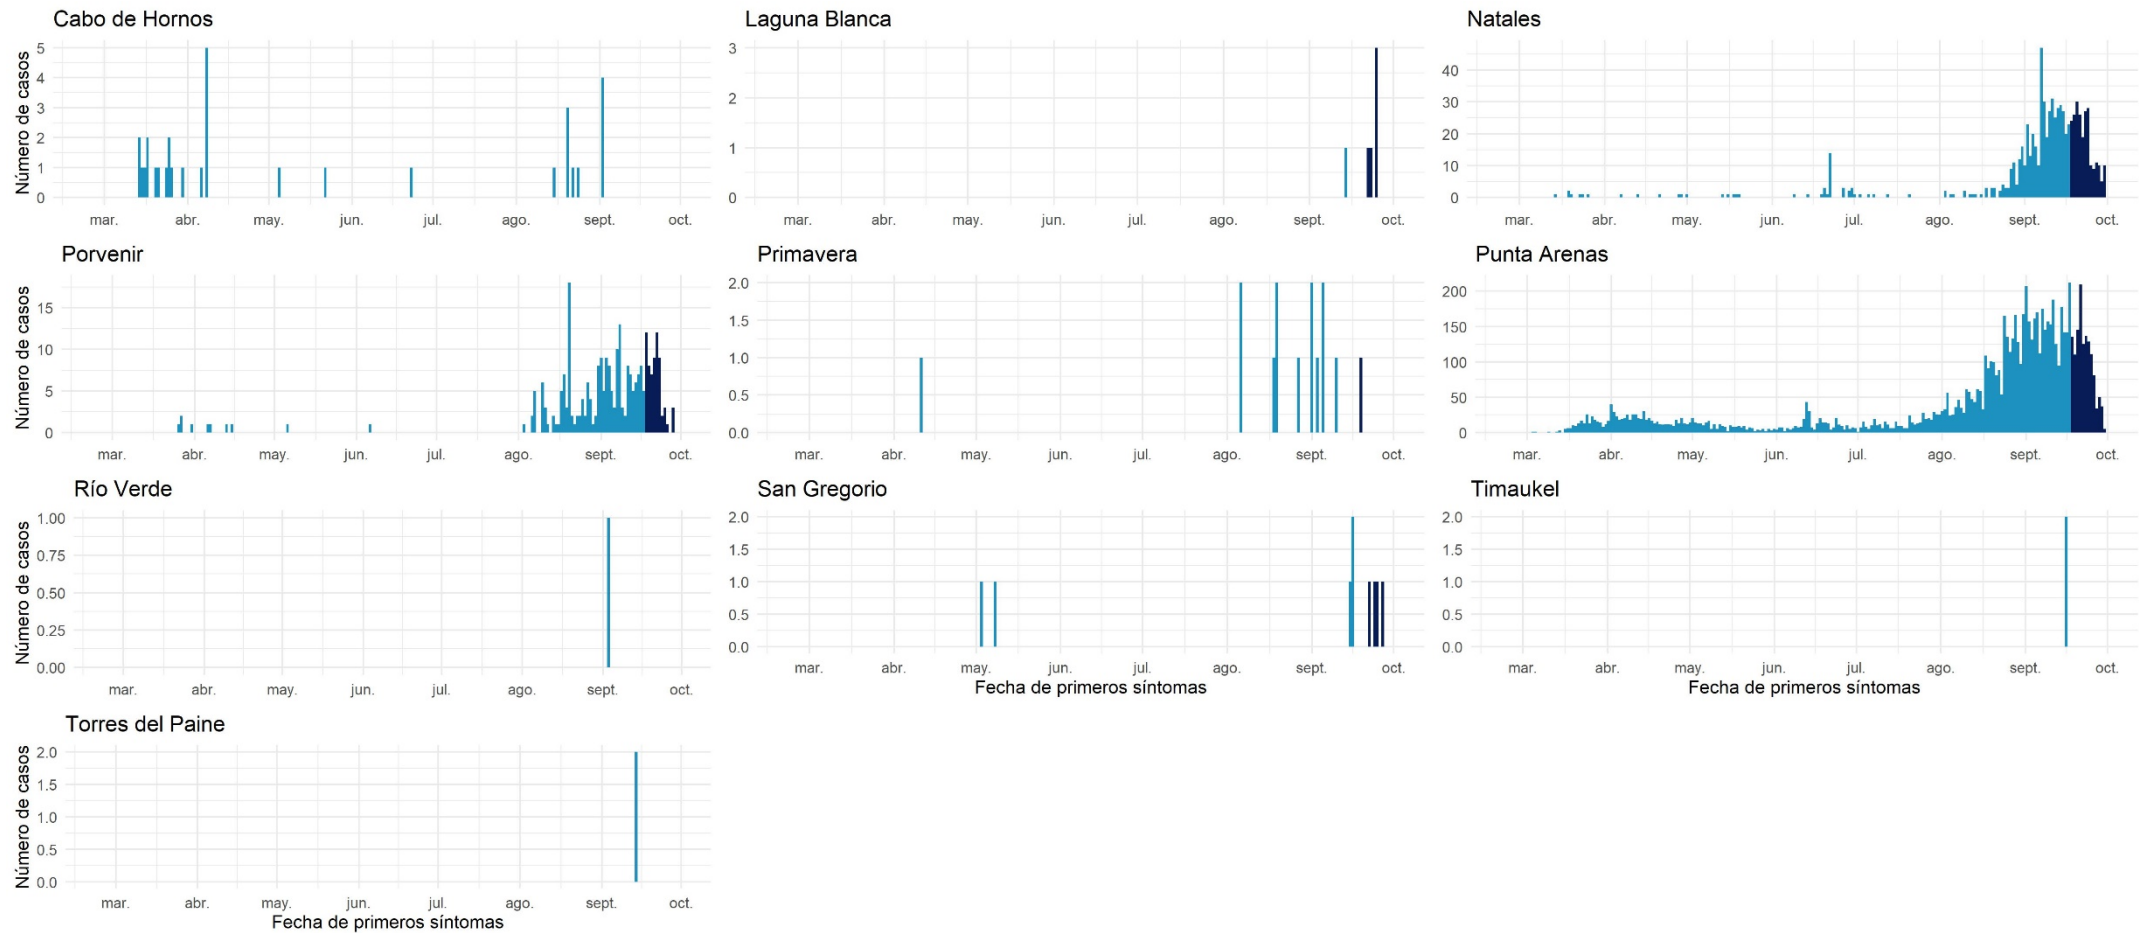 Cabo de Hornos
Número de casos
5
4
3
2
1
0
mar. abr. may. jun. jul. ago. sept. oct.
Laguna Blanca
3
2
1
0
mar. abr. may. jun. jul. ago. sept. oct.
Natales
40
30
20
10
0
mar. abr. may. jun. jul. ago. sept. oct.
Porvenir
Número de casos
15
10
5
0
mar. abr. may. jun. jul. ago. sept. oct.
Primavera
2.0
1.5
1.0
0.5
0.0
mar. abr. may. jun. jul. ago. sept. oct.
Punta Arenas
200
150
100
50
0
mar. abr. may. jun. jul. ago. sept. oct.
Río Verde
Número de casos
1.00
0.75
0.50
0.25
0.00
mar. abr. may. jun. jul. ago. sept. oct.
San Gregorio
2.0
1.5
1.0
0.5
0.0
mar. abr. may. jun. jul. ago. sept. oct.
Fecha de primeros síntomas
Timaukel
2.0
1.5
1.0
0.5
0.0
mar. abr. may. jun. jul. ago. sept. oct.
Fecha de primeros síntomas
Torres del Paine
Número de casos
2.0
1.5
1.0
0.5
0.0
mar. abr. may. jun. jul. ago. sept. oct.
Fecha de primeros síntomas